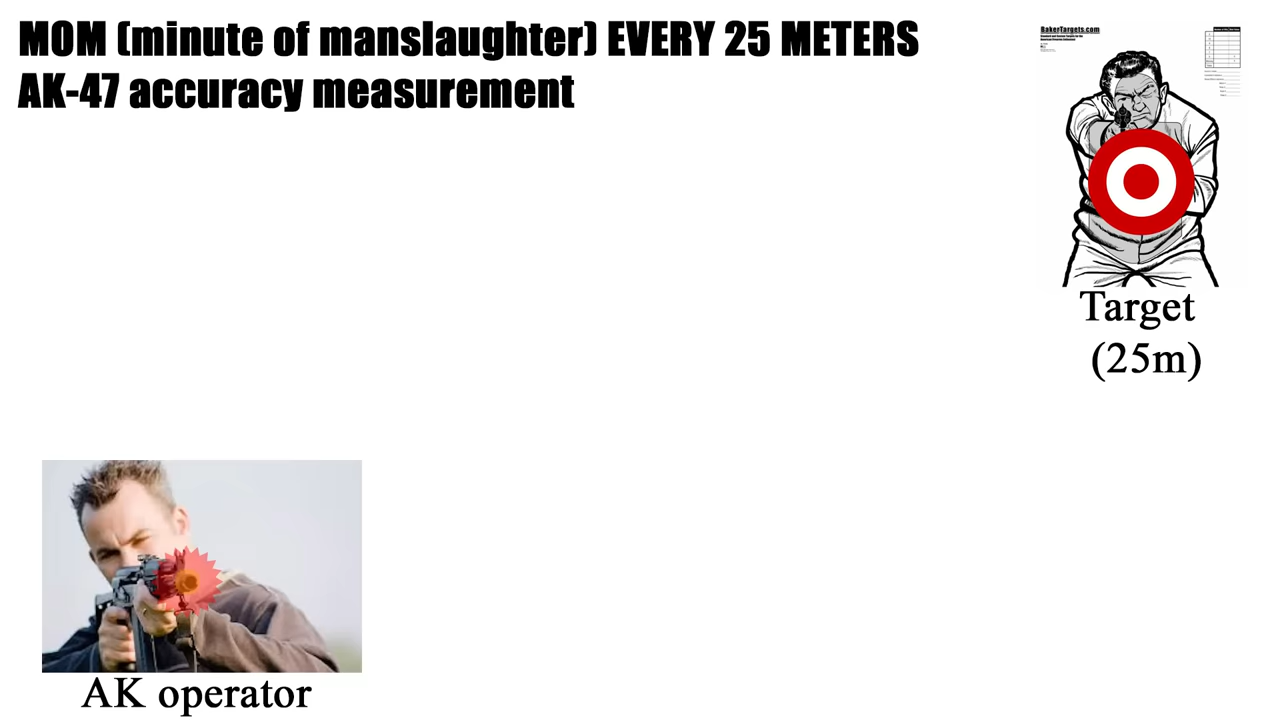 MOM (minute of manslaughter) EVERY 25 METERS
AK-47 accuracy measurement
BakerTargets.com
Target
(25m)
AK operator